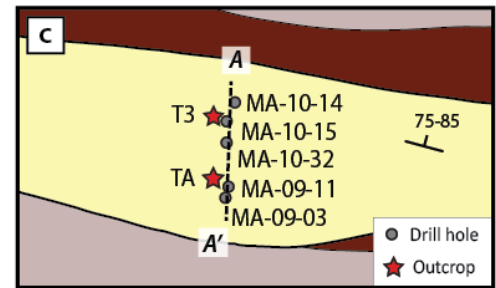 C
A
MA-10-14
T3
MA-10-15
75-85
MA-10-32
TA
MA-09-11
MA-09-03
A'
Drill hole
Outcrop